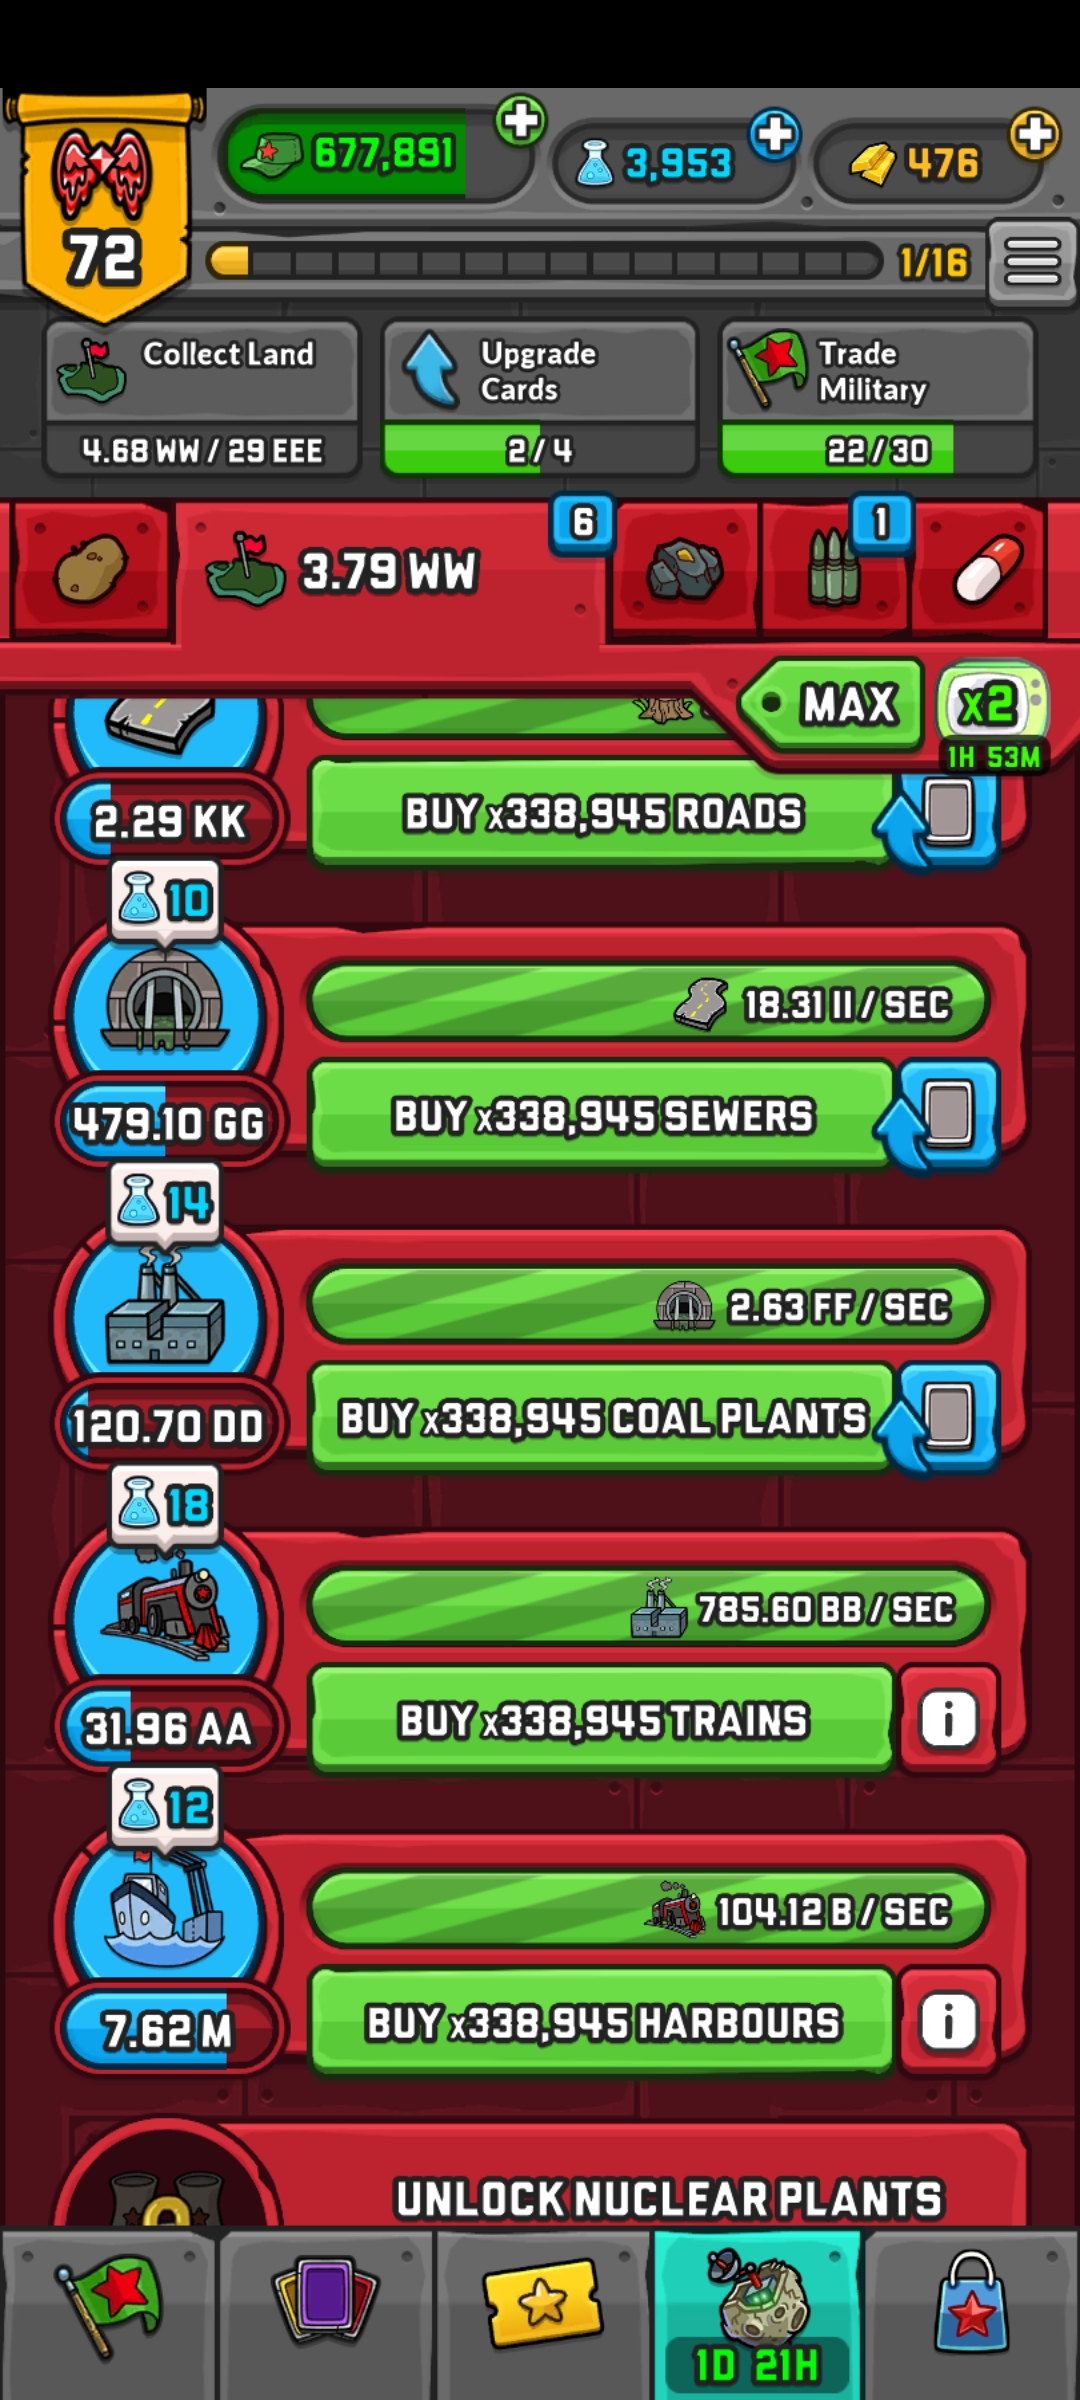 677,891
3,953
476
72
1/16
Collect Land
4.68 WW / 29 EEE
Upgrade
Cards
2/4
Trade
Military
22/30
3.79 WW
6
1
MAX
x2
1H 53M
2.29 KK
BUY x338,945 ROADS
10
18.31 II / SEC
479.10 GG
BUY x338,945 SEWERS
14
2.63 FF / SEC
120.70 DD
BUY x338,945 COAL PLANTS
18
785.60 BB / SEC
31.96 AA
BUY x338,945 TRAINS
i
12
104.12 B / SEC
7.62 M
BUY x338,945 HARBOURS
i
UNLOCK NUCLEAR PLANTS
1D 21H